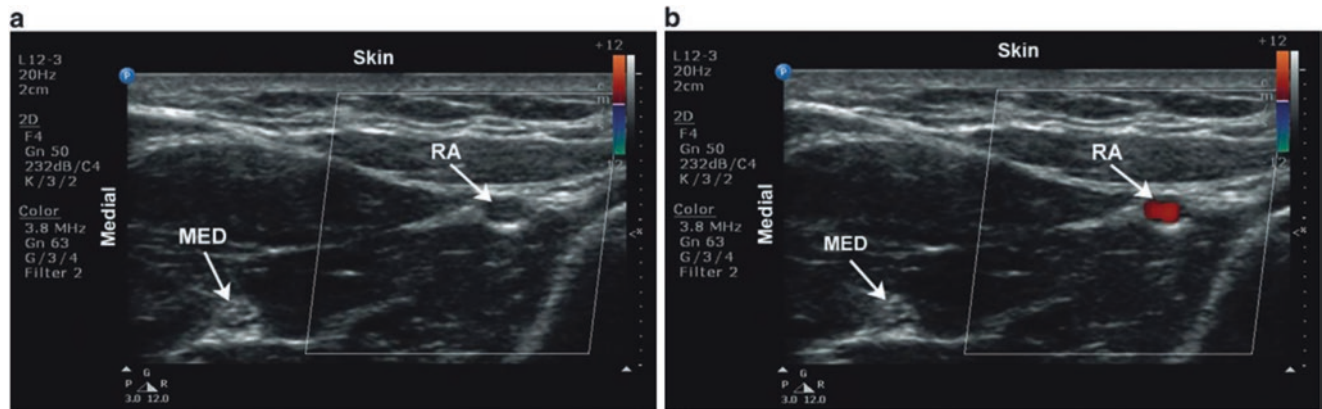 a
L12-3
20Hz
2cm
2D
F4
Gn 50
232dB/C4
K/3/2
Color
3.8 MHz
Gn 63
G/3/4
Filter 2
P
Skin
+12
c
m
12
RA
Medial
MED
<*
G
P R
3.0 12.0
b
L12-3
20Hz
2cm
2D
F4
Gn 50
232dB/C4
K/3/2
Color
3.8 MHz
Gn 63
G/3/4
Filter 2
P
Skin
+12
c
m
12
RA
Medial
MED
<*
G
P R
3.0 12.0